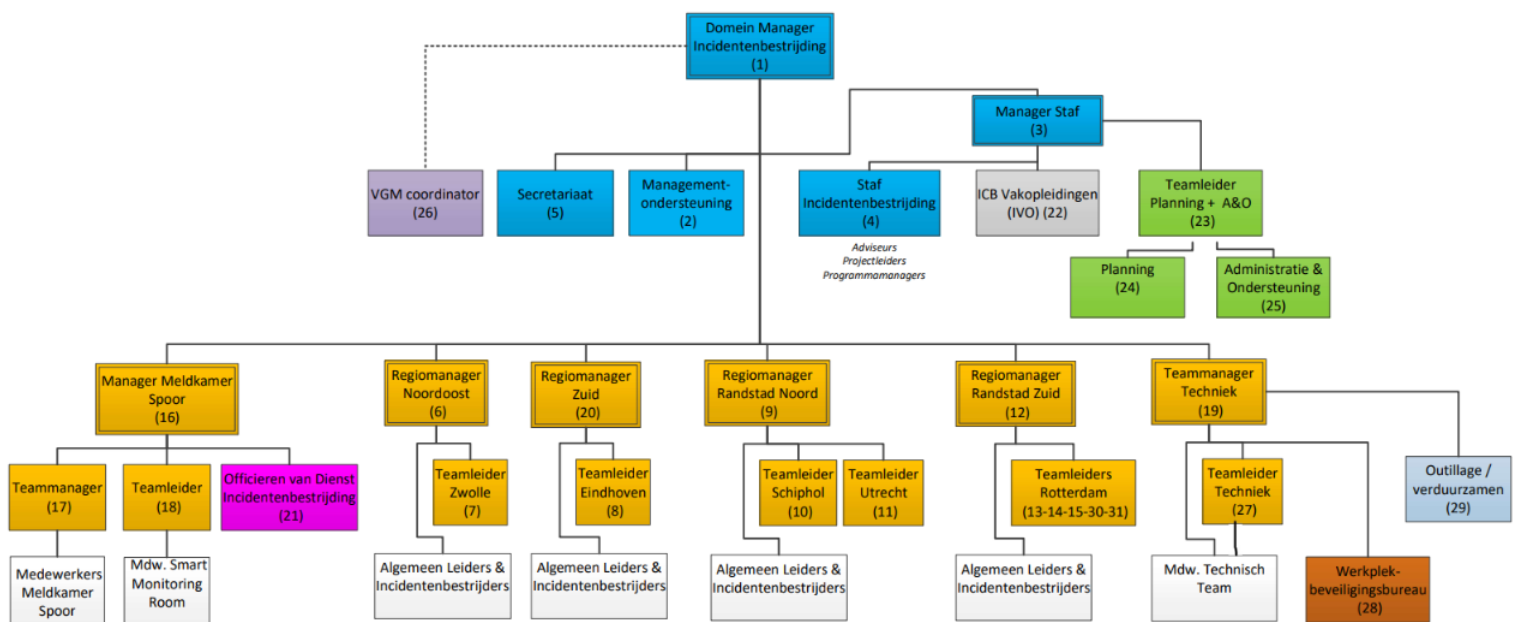 Domein Manager
Incidentenbestrijding
(1)
Manager Staf
(3)
VGM coordinator
(26)
Secretariaat
(5)
Management-
ondersteuning
(2)
Staf
Incidentenbestrijding
(4)
Adviseurs
Projectleiders
Programmamanagers
ICB Vakopleidingen
(IVO) (22)
Teamleider
Planning + A&O
(23)
Planning
(24)
Administratie &
Ondersteuning
(25)
Manager Meldkamer
Spoor
(16)
Regiomanager
Noordoost
(6)
Regiomanager
Zuid
(20)
Regiomanager
Randstad Noord
(9)
Regiomanager
Randstad Zuid
(12)
Teammanager
Techniek
(19)
Teammanager
(17)
Teamleider
(18)
Officieren van Dienst
Incidentenbestrijding
(21)
Teamleider
Zwolle
(7)
Teamleider
Eindhoven
(8)
Teamleider
Schiphol
(10)
Teamleider
Utrecht
(11)
Teamleiders
Rotterdam
(13-14-15-30-31)
Teamleider
Techniek
(27)
Outillage /
verduurzamen
(29)
Medewerkers
Meldkamer
Spoor
Mdw. Smart
Monitoring
Room
Algemeen Leiders &
Incidentenbestrijders
Algemeen Leiders &
Incidentenbestrijders
Algemeen Leiders &
Incidentenbestrijders
Algemeen Leiders &
Incidentenbestrijders
Mdw. Technisch
Team
Werkplek-
beveiligingsbureau
(28)